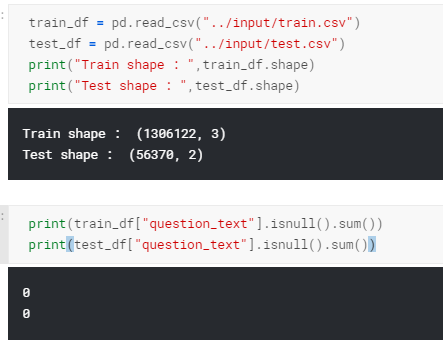 train_df = pd.read_csv("../input/train.csv")
test_df = pd.read_csv("../input/test.csv")
print("Train shape : ",train_df.shape)
print("Test shape : ",test_df.shape)
Train shape :  (1306122, 3)
Test shape :  (56370, 2)
print(train_df["question_text"].isnull().sum())
print(test_df["question_text"].isnull().sum())
0
0